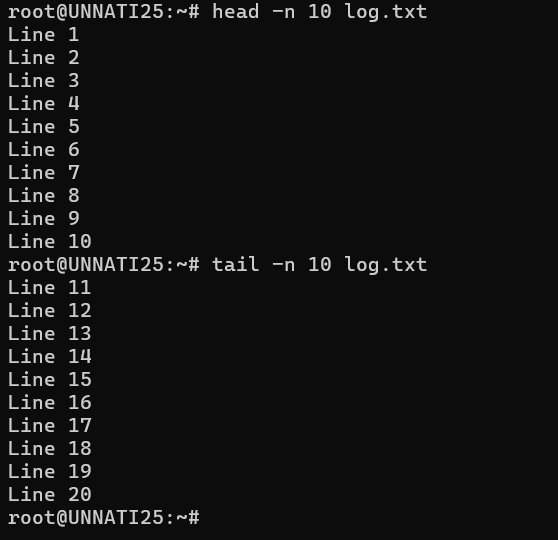 root@UNNATI25:~# head -n 10 log.txt
Line 1
Line 2
Line 3
Line 4
Line 5
Line 6
Line 7
Line 8
Line 9
Line 10
root@UNNATI25:~# tail -n 10 log.txt
Line 11
Line 12
Line 13
Line 14
Line 15
Line 16
Line 17
Line 18
Line 19
Line 20
root@UNNATI25:~#